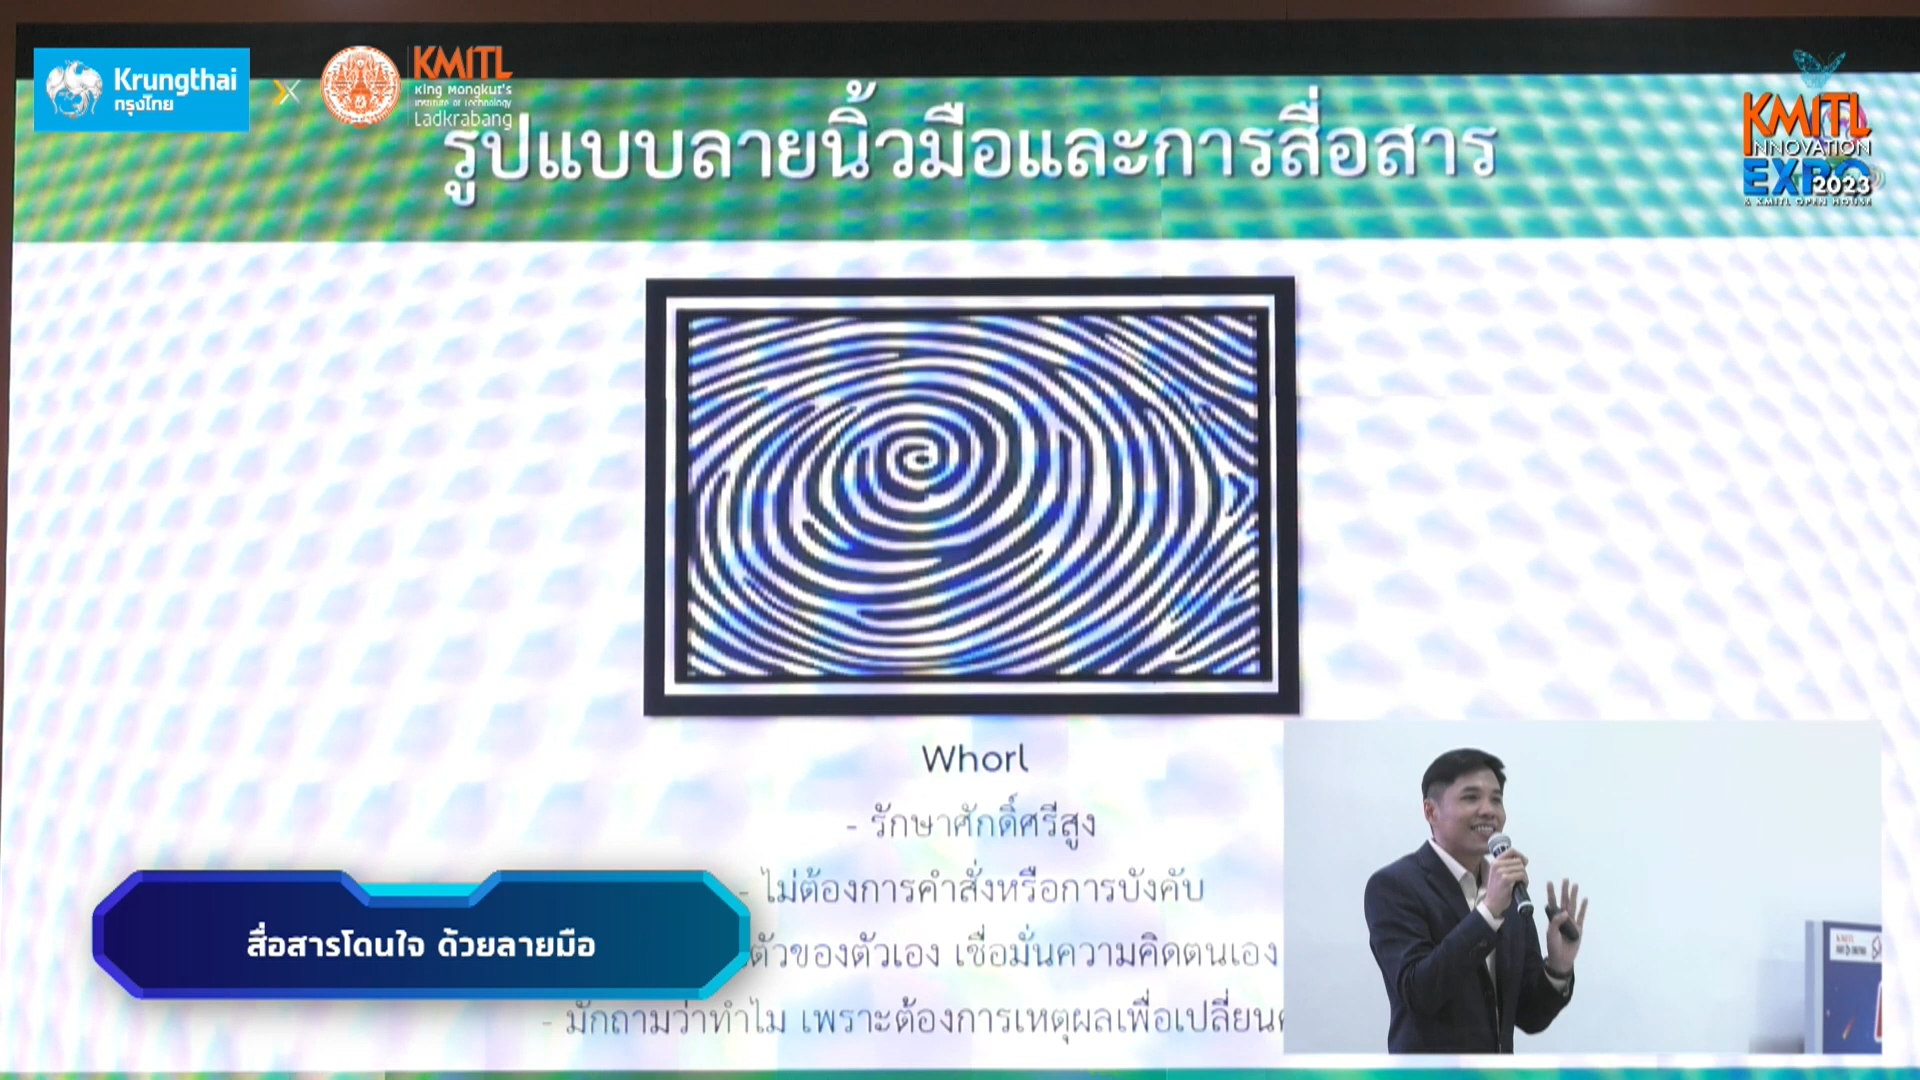 Krungthai
กรุงไทย
KMITL
King Mongkut's
Institute of Technology
Ladkrabang
KMITL
INNOVATION
EXPO 2023
& KMITL OPEN HOUSE
รูปแบบลายนิ้วมือและการสื่อสาร
Whorl
- รักษาศักดิ์ศรีสูง
- ไม่ต้องการคำสั่งหรือการบังคับ
ตัวของตัวเอง เชื่อมั่นความคิดตนเอง
- มักถามว่าทำไม เพราะต้องการเหตุผลเพื่อเปลี่ยน
สื่อสารโดนใจ ด้วยลายมือ